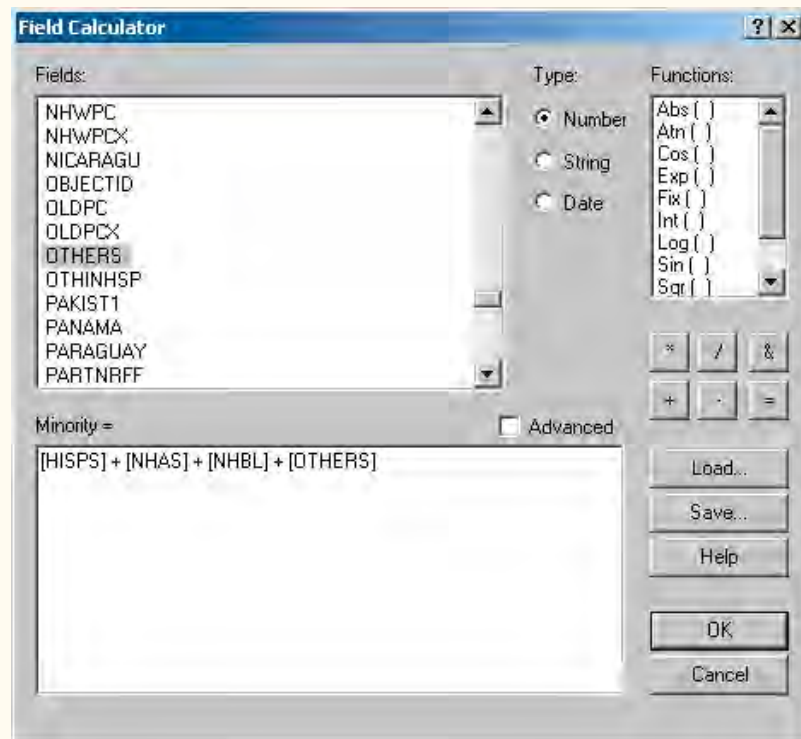 Field Calculator
? ×
Fields:
NHWPC
NHWPCX
NICARAGU
OBJECTID
OLDPC
OLDPCX
OTHERS
OTHINHSP
PAKIST1
PANAMA
PARAGUAY
PARTNRFF
Type:
Number
String
Date
Functions:
Abs ( )
Atn ( )
Cos ( )
Exp ( )
Fix ( )
Int ( )
Log ( )
Sin ( )
Sqr ( )
* / &
+ - =
Minority =
Advanced
[HISPS] + [NHAS] + [NHBL] + [OTHERS]
Load...
Save...
Help
OK
Cancel